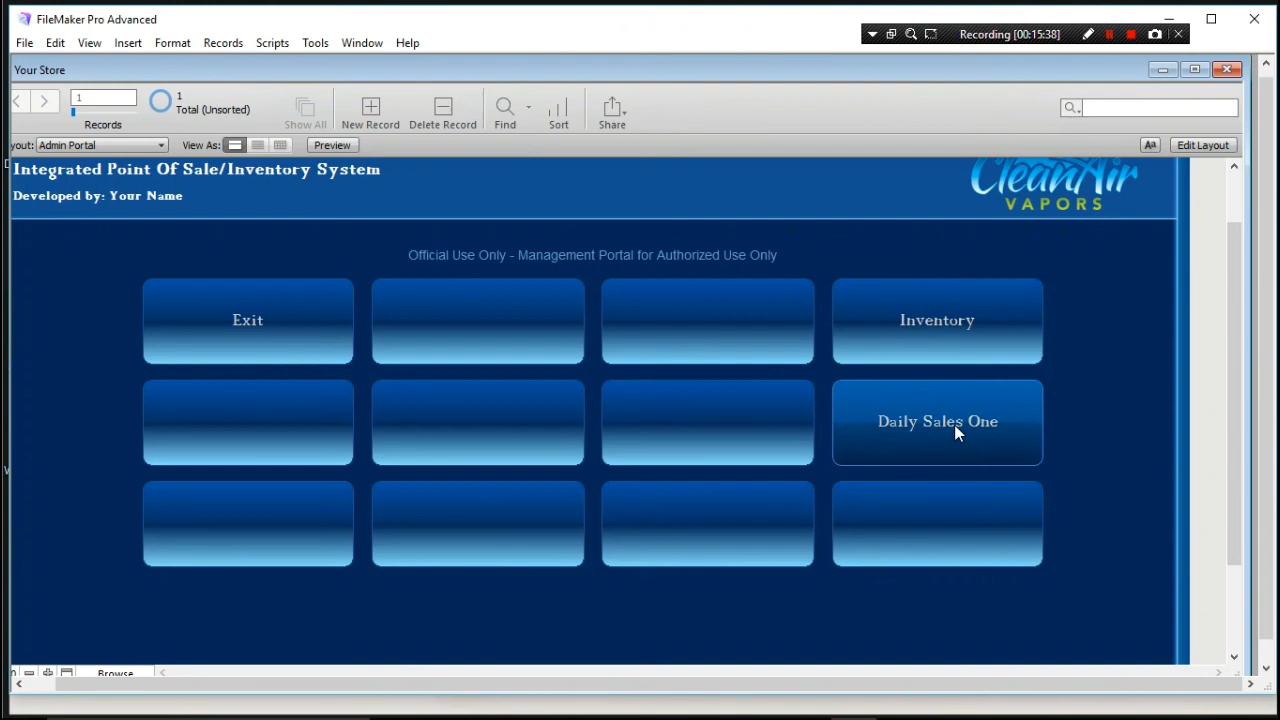 FileMaker Pro Advanced
File Edit View Insert Format Records Scripts Tools Window Help
Recording [00:15:38]
Your Store
1
1
Total (Unsorted)
Records
Show All
New Record
Delete Record
Find
Sort
Share
yout: Admin Portal
View As:
Preview
Aa
Edit Layout
Integrated Point Of Sale/Inventory System
Developed by: Your Name
CleanAir
VAPORS
Official Use Only - Management Portal for Authorized Use Only
Exit
Inventory
Daily Sales One
Browse